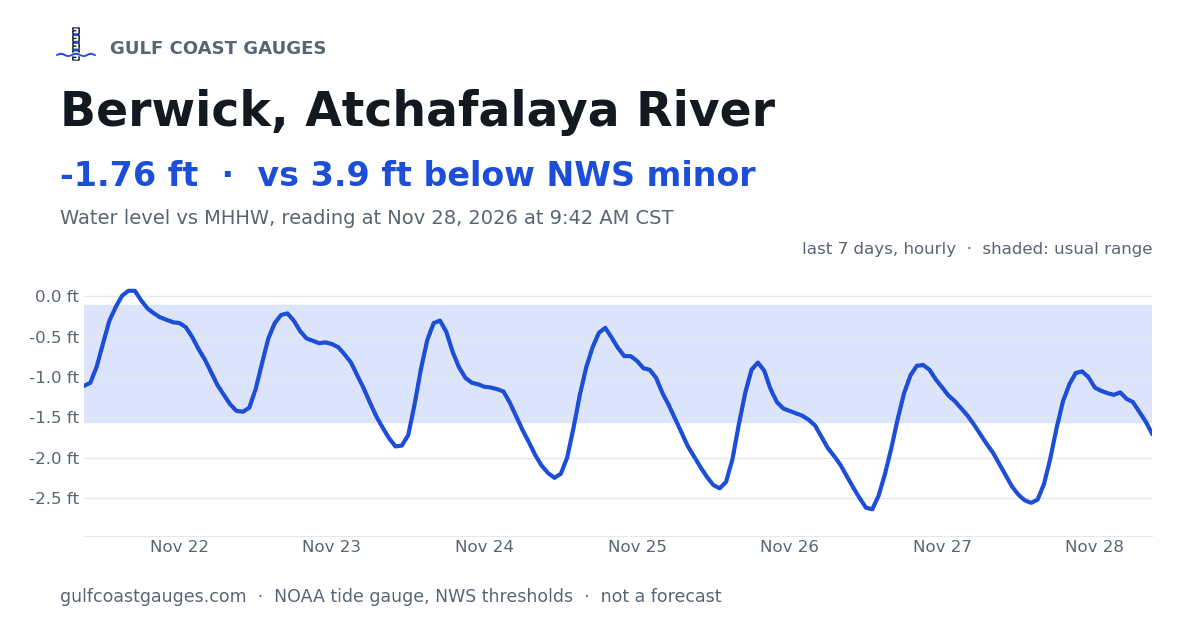 GULF COAST GAUGES
Berwick, Atchafalaya River
-1.76 ft · vs 3.9 ft below NWS minor
Water level vs MHHW, reading at Nov 28, 2026 at 9:42 AM CST
last 7 days, hourly · shaded: usual range
0.0 ft
-0.5 ft
-1.0 ft
-1.5 ft
-2.0 ft
-2.5 ft
Nov 22 Nov 23 Nov 24 Nov 25 Nov 26 Nov 27 Nov 28
gulfcoastgauges.com · NOAA tide gauge, NWS thresholds · not a forecast